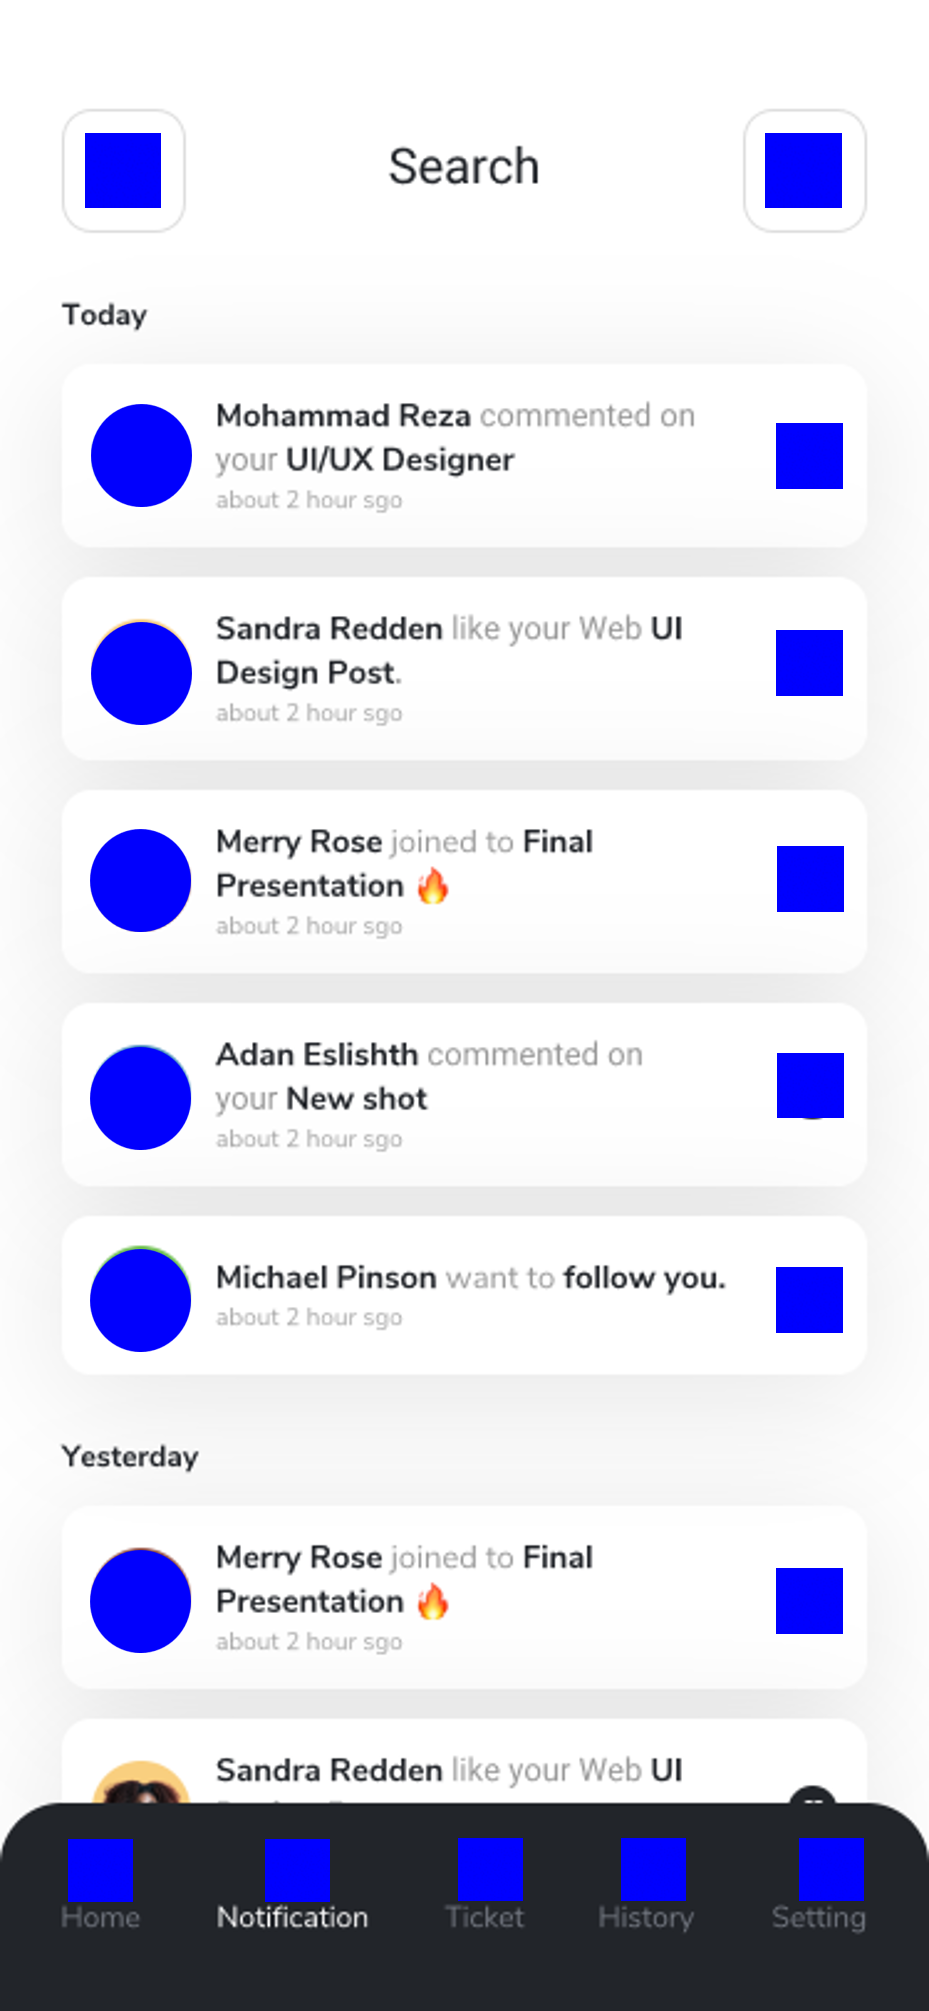 Search
Today
Mohammad Reza commented on
your UI/UX Designer
about 2 hour sgo
Sandra Redden like your Web UI
Design Post.
about 2 hour sgo
Merry Rose joined to Final
Presentation 🔥
about 2 hour sgo
Adan Eslishth commented on
your New shot
about 2 hour sgo
Michael Pinson want to follow you.
about 2 hour sgo
Yesterday
Merry Rose joined to Final
Presentation 🔥
about 2 hour sgo
Sandra Redden like your Web UI
Home Notification Ticket History Setting